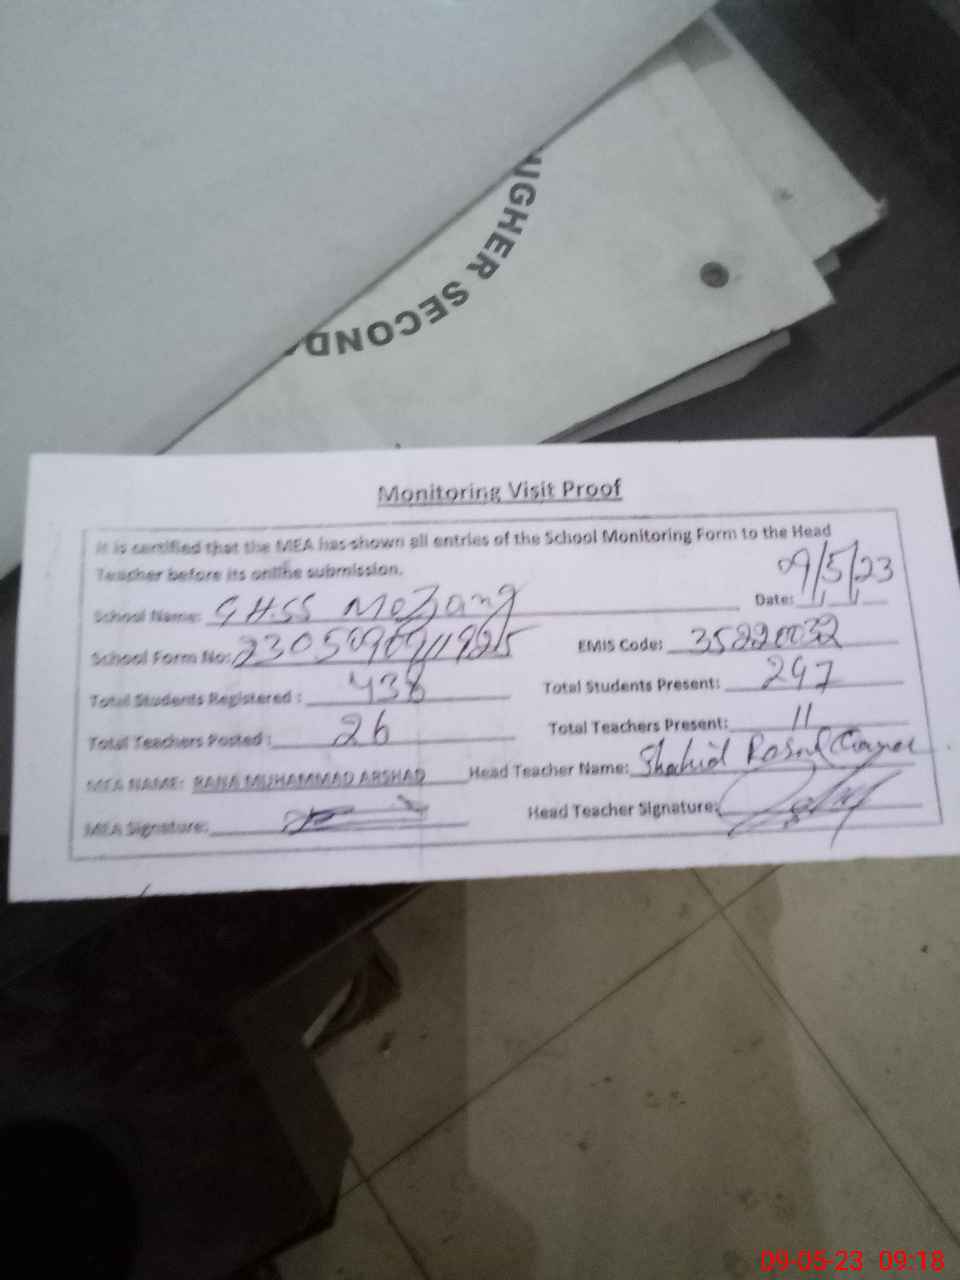 HIGHER SECOND
Monitoring Visit Proof
It is certified that the MEA has shown all entries of the School Monitoring Form to the Head
Teacher before its online submission.
Date: 09/5/23
School Name: G.H.SS Mozang
School Form No: EMIS Code: 35220032
Total Students Registered : 438 Total Students Present: 247
Total Teachers Posted : 26 Total Teachers Present: 11
MEA NAME: RANA MUHAMMAD ARSHAD Head Teacher Name: Shahid Rasul
MEA Signature: Head Teacher Signature:
09-05-23 09:18